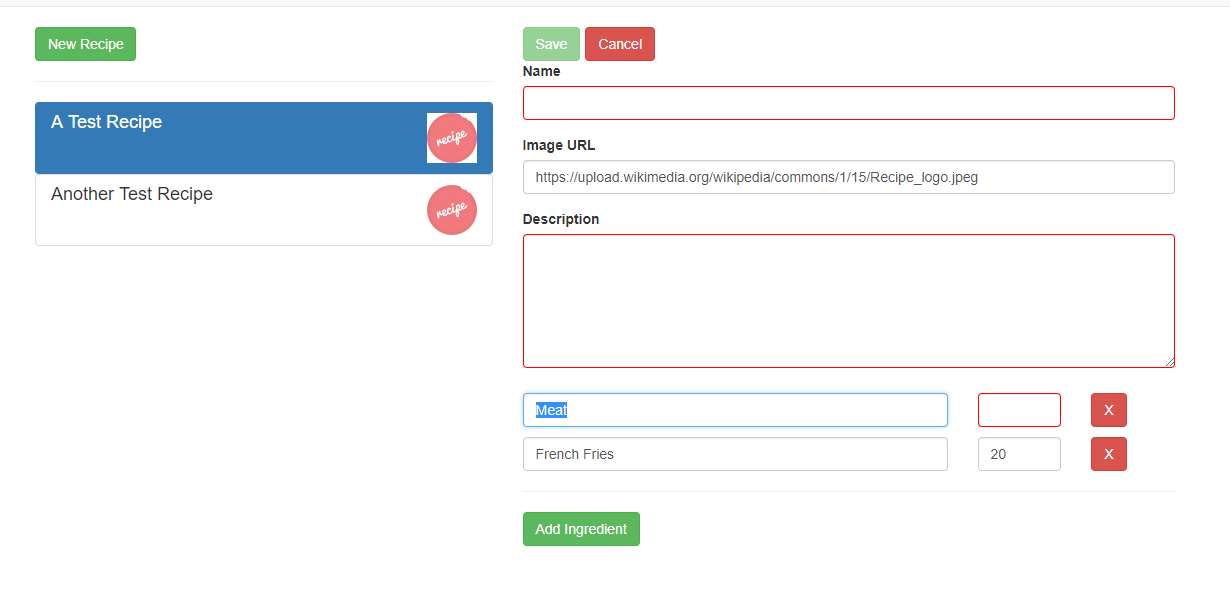 New Recipe
A Test Recipe
recipe
Another Test Recipe
recipe
Save Cancel
Name
Image URL
https://upload.wikimedia.org/wikipedia/commons/1/15/Recipe_logo.jpeg
Description
Meat X
French Fries 20 X
Add Ingredient